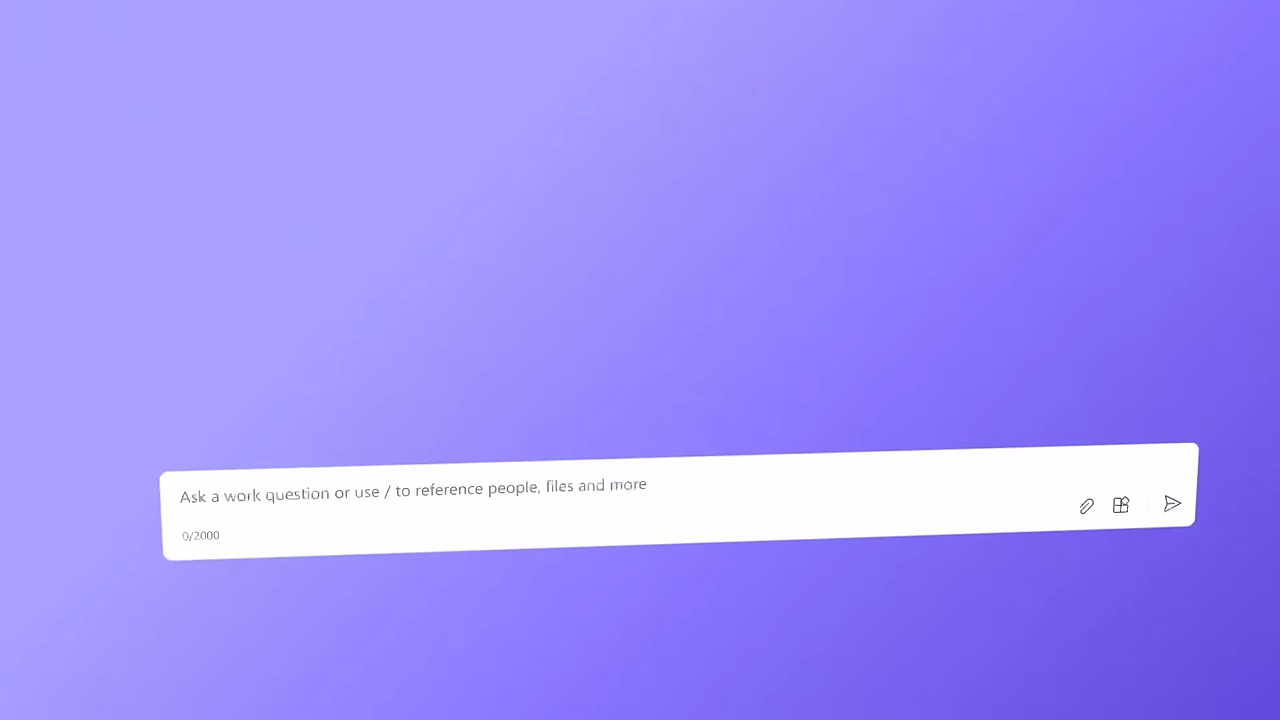 Ask a work question or use / to reference people, files and more
0/2000